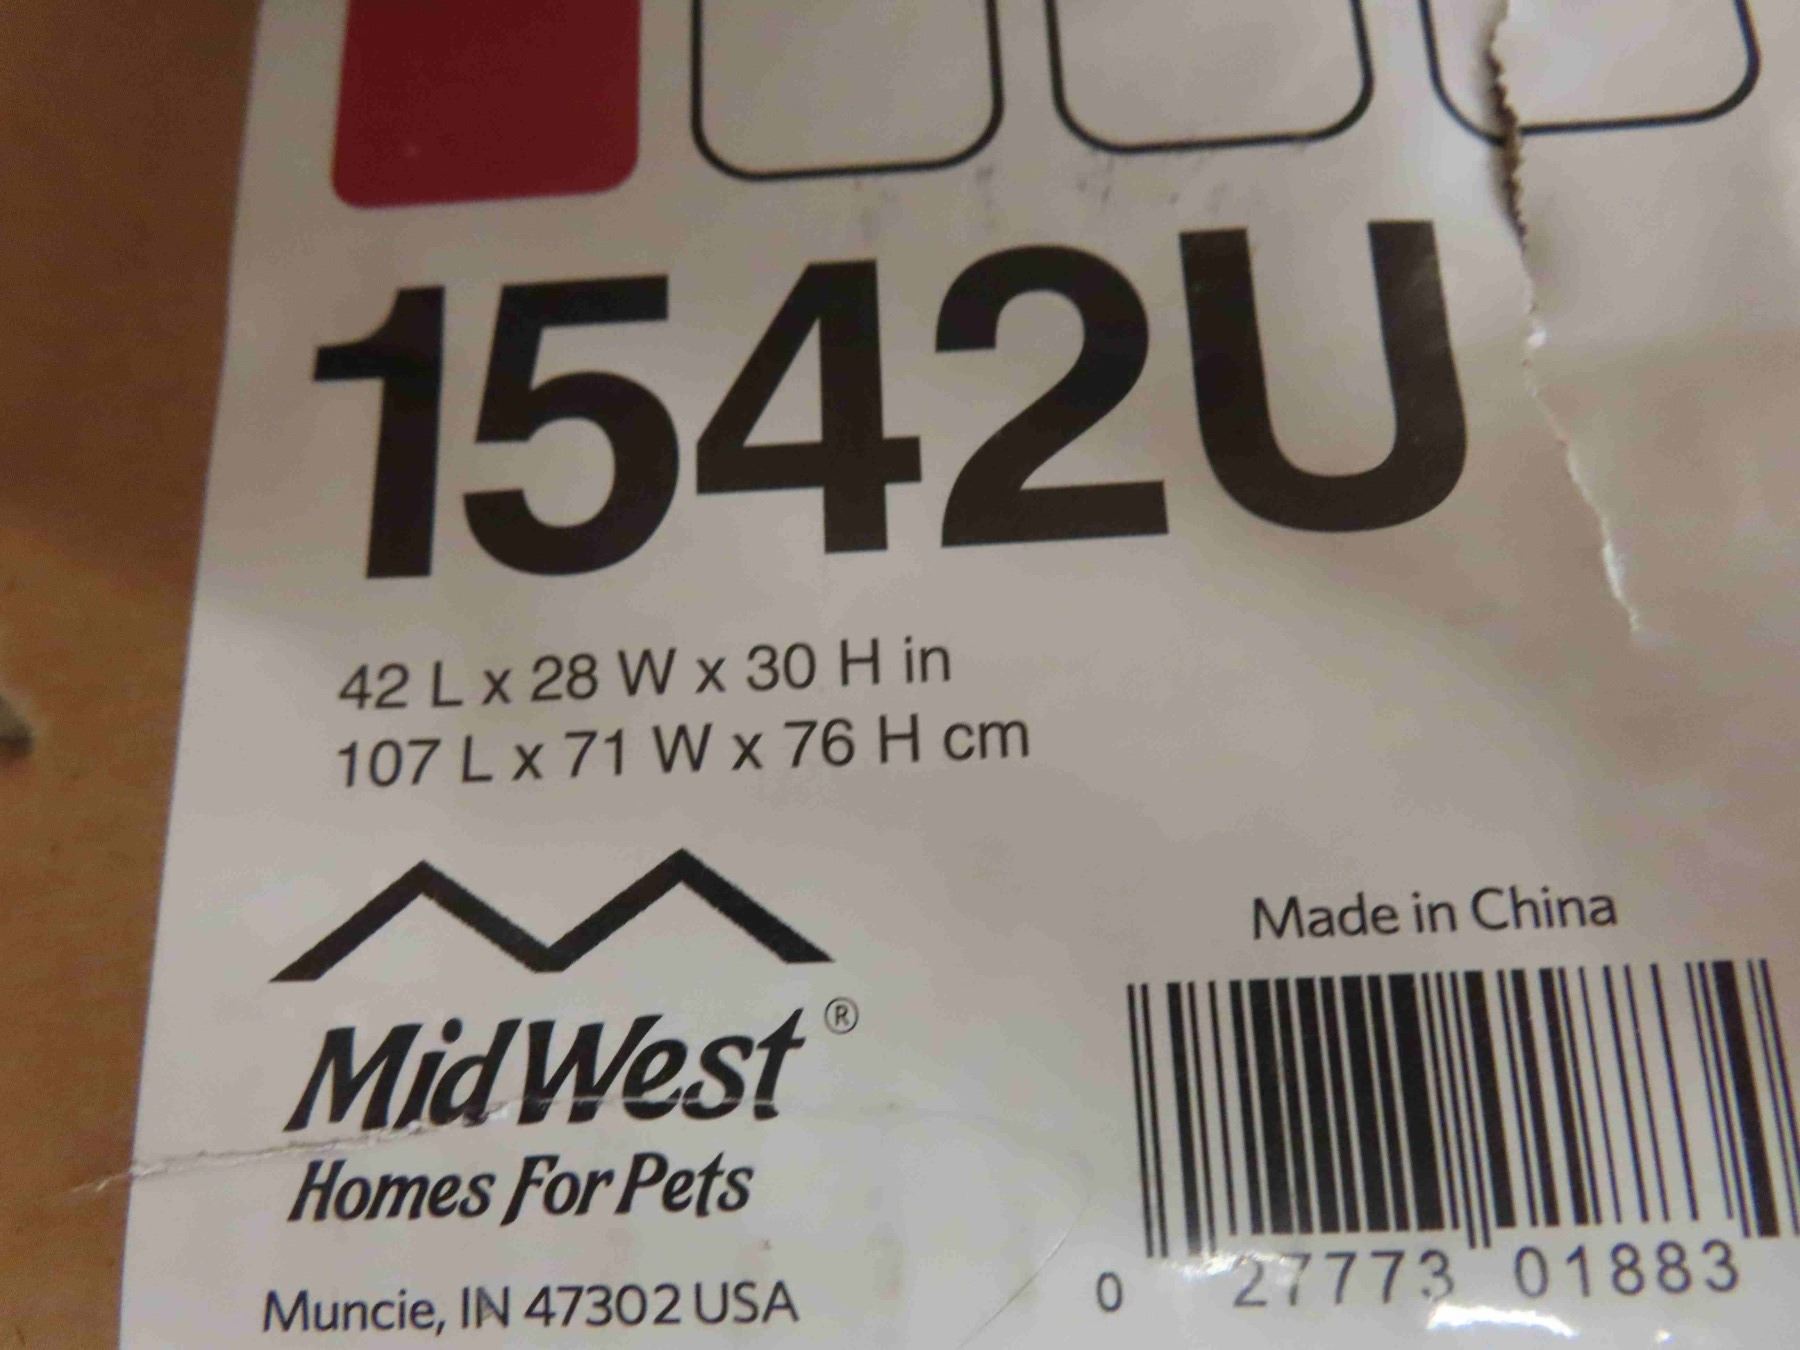 1542U
42 L x 28 W x 30 H in
107 L x 71 W x 76 H cm
Made in China
MidWest®
Homes For Pets
Muncie, IN 47302 USA
0 27773 01883